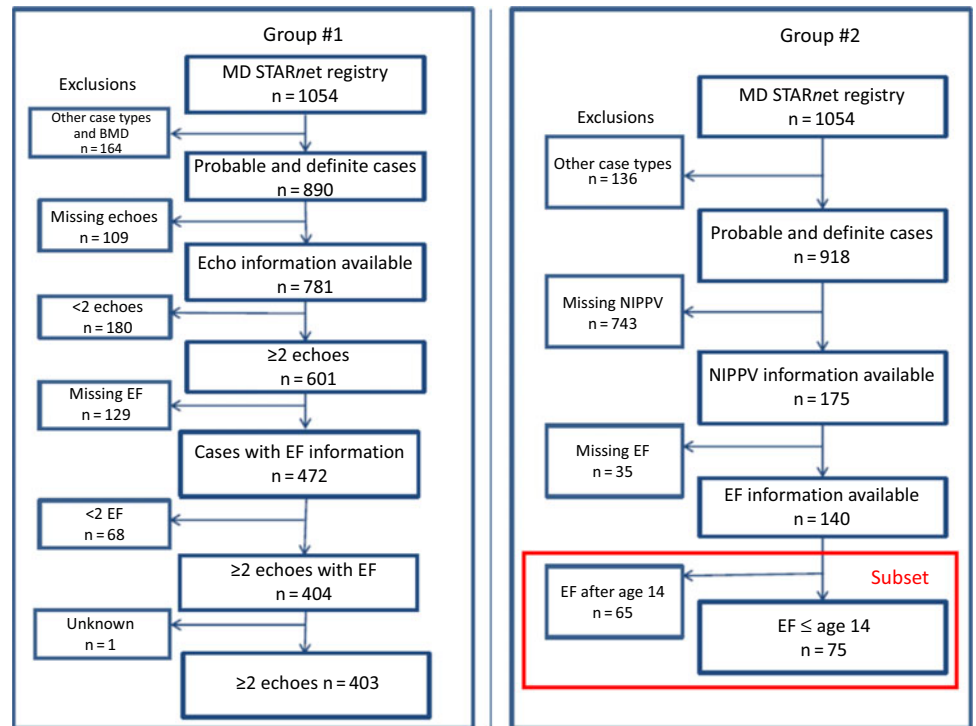 Group #1
MD STARnet registry
n = 1054
Exclusions
Other case types
and BMD
n = 164
Probable and definite cases
n = 890
Missing echoes
n = 109
Echo information available
n = 781
<2 echoes
n = 180
≥2 echoes
n = 601
Missing EF
n = 129
Cases with EF information
n = 472
<2 EF
n = 68
≥2 echoes with EF
n = 404
Unknown
n = 1
≥2 echoes n = 403
Group #2
MD STARnet registry
n = 1054
Exclusions
Other case types
n = 136
Probable and definite cases
n = 918
Missing NIPPV
n = 743
NIPPV information available
n = 175
Missing EF
n = 35
EF information available
n = 140
Subset
EF after age 14
n = 65
EF ≤ age 14
n = 75